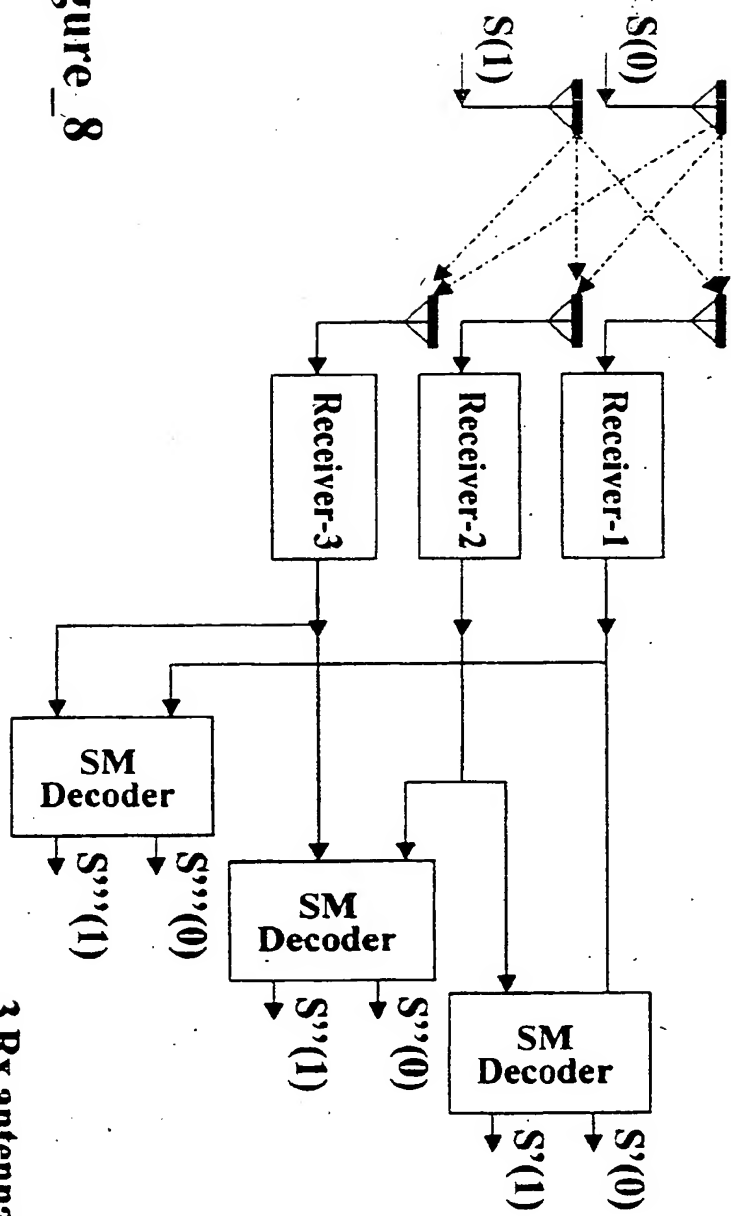 S(0)
S(1)
Receiver-1
Receiver-2
Receiver-3
SM
Decoder
S'(0)
S'(1)
SM
Decoder
S''(0)
S''(1)
SM
Decoder
S'''(0)
S'''(1)
gure_8
3 Rx antenna